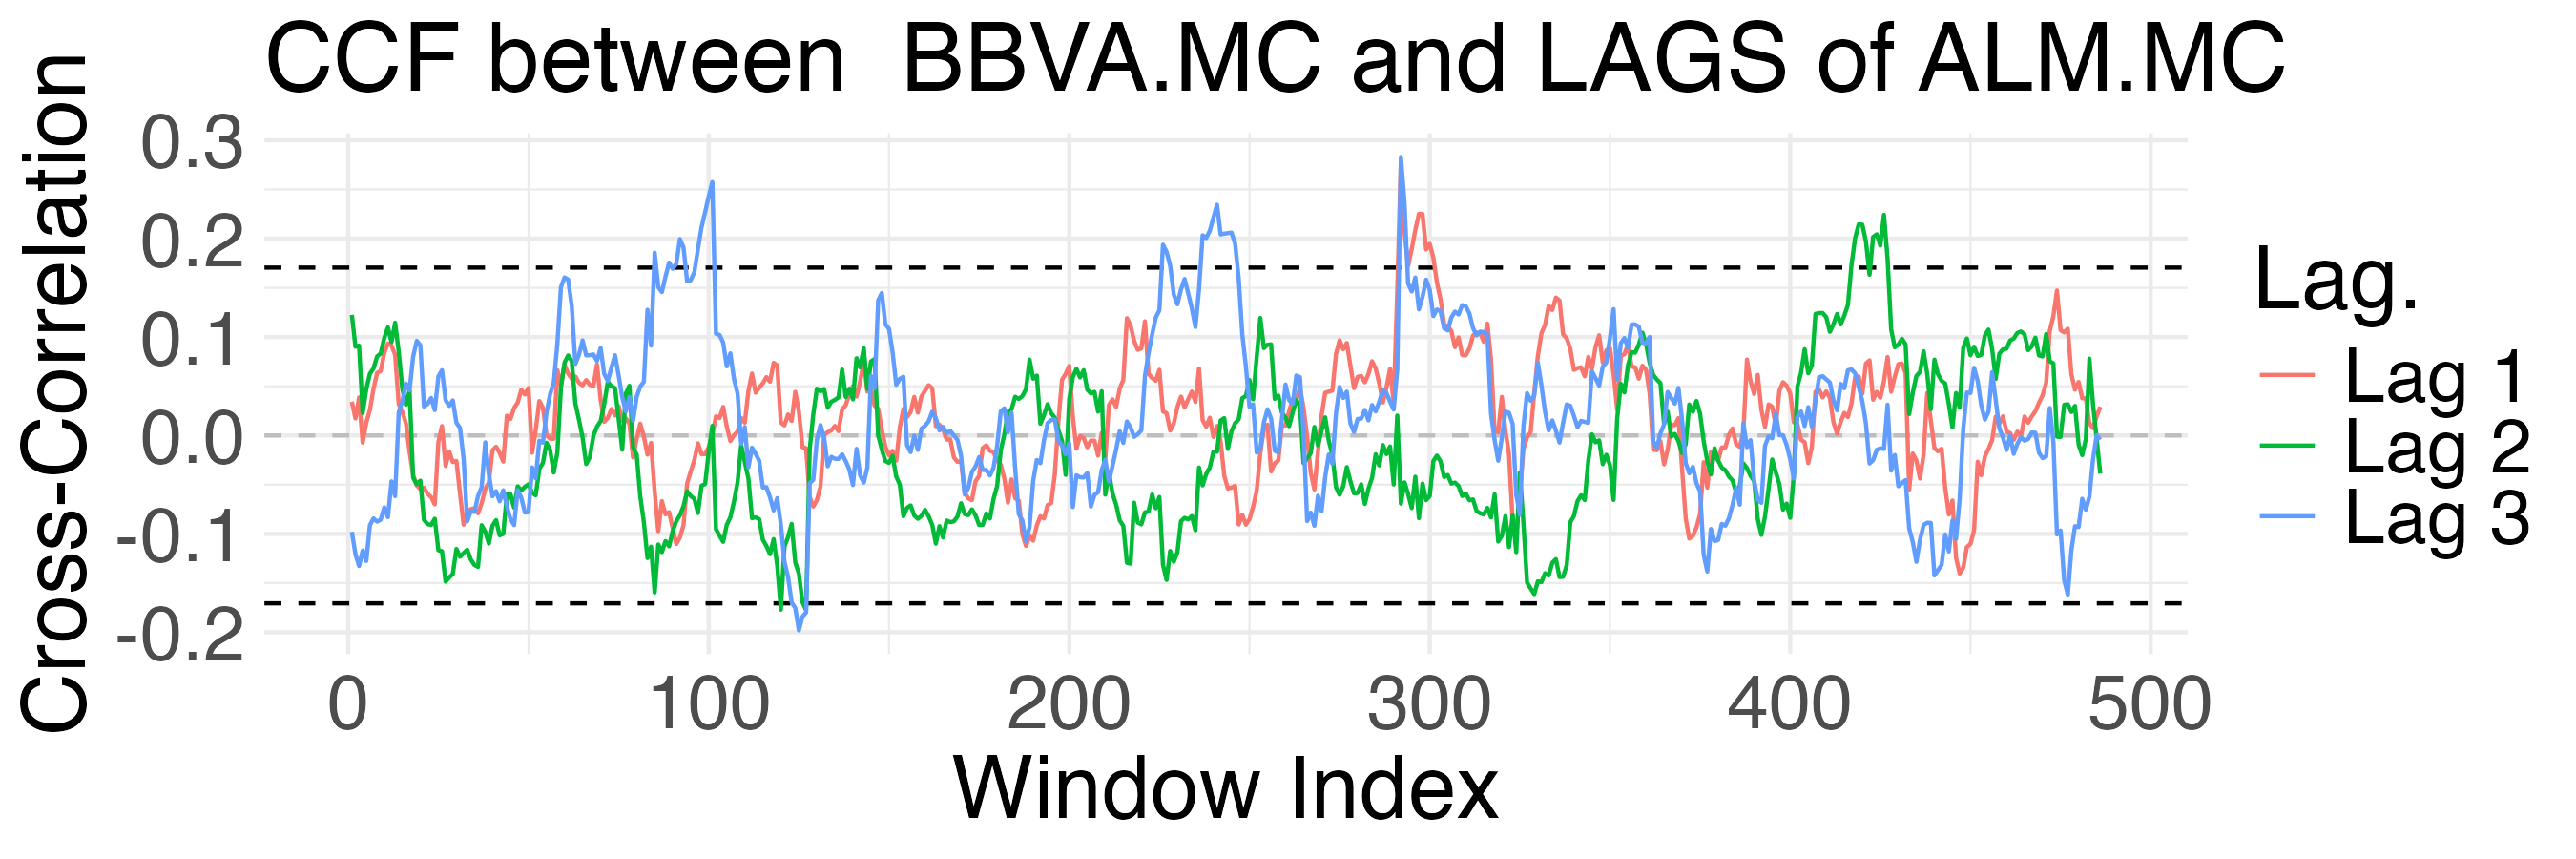 CCF between  BBVA.MC and LAGS of ALM.MC
Cross-Correlation
0.3
0.2
0.1
0.0
-0.1
-0.2
0 100 200 300 400 500
Window Index
Lag.
Lag 1
Lag 2
Lag 3